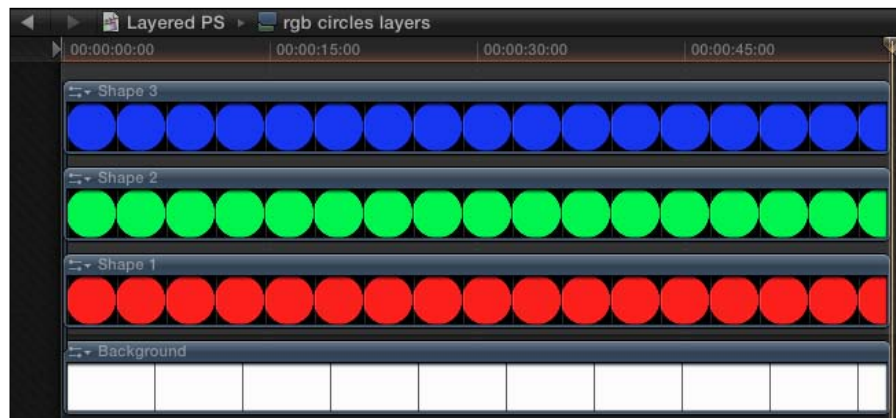 Layered PS rgb circles layers
00:00:00:00 00:00:15:00 00:00:30:00 00:00:45:00
Shape 3
Shape 2
Shape 1
Background